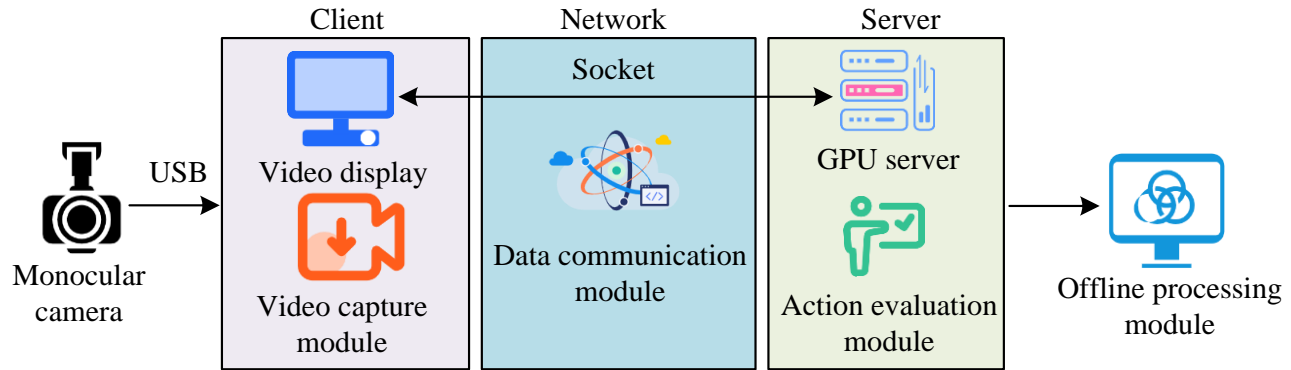 Client
Network
Server
Socket
USB
Video display
GPU server
Monocular
camera
Video capture
module
Data communication
module
</>
Action evaluation
module
Offline processing
module